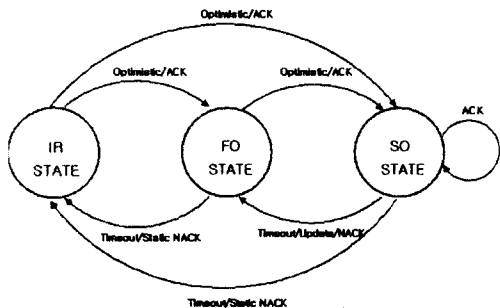 Optimistic/ACK
Optimistic/ACK
Optimistic/ACK
ACK
IR
STATE
FO
STATE
SO
STATE
Timeout/Static NACK
Timeout/Update/NACK
Timeout/Static NACK